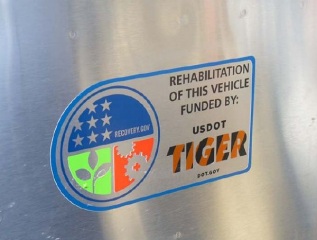 REHABILITATION
OF THIS VEHICLE
FUNDED BY:
RECOVERY.GOV
USDOT
TIGER
DOT.GOV